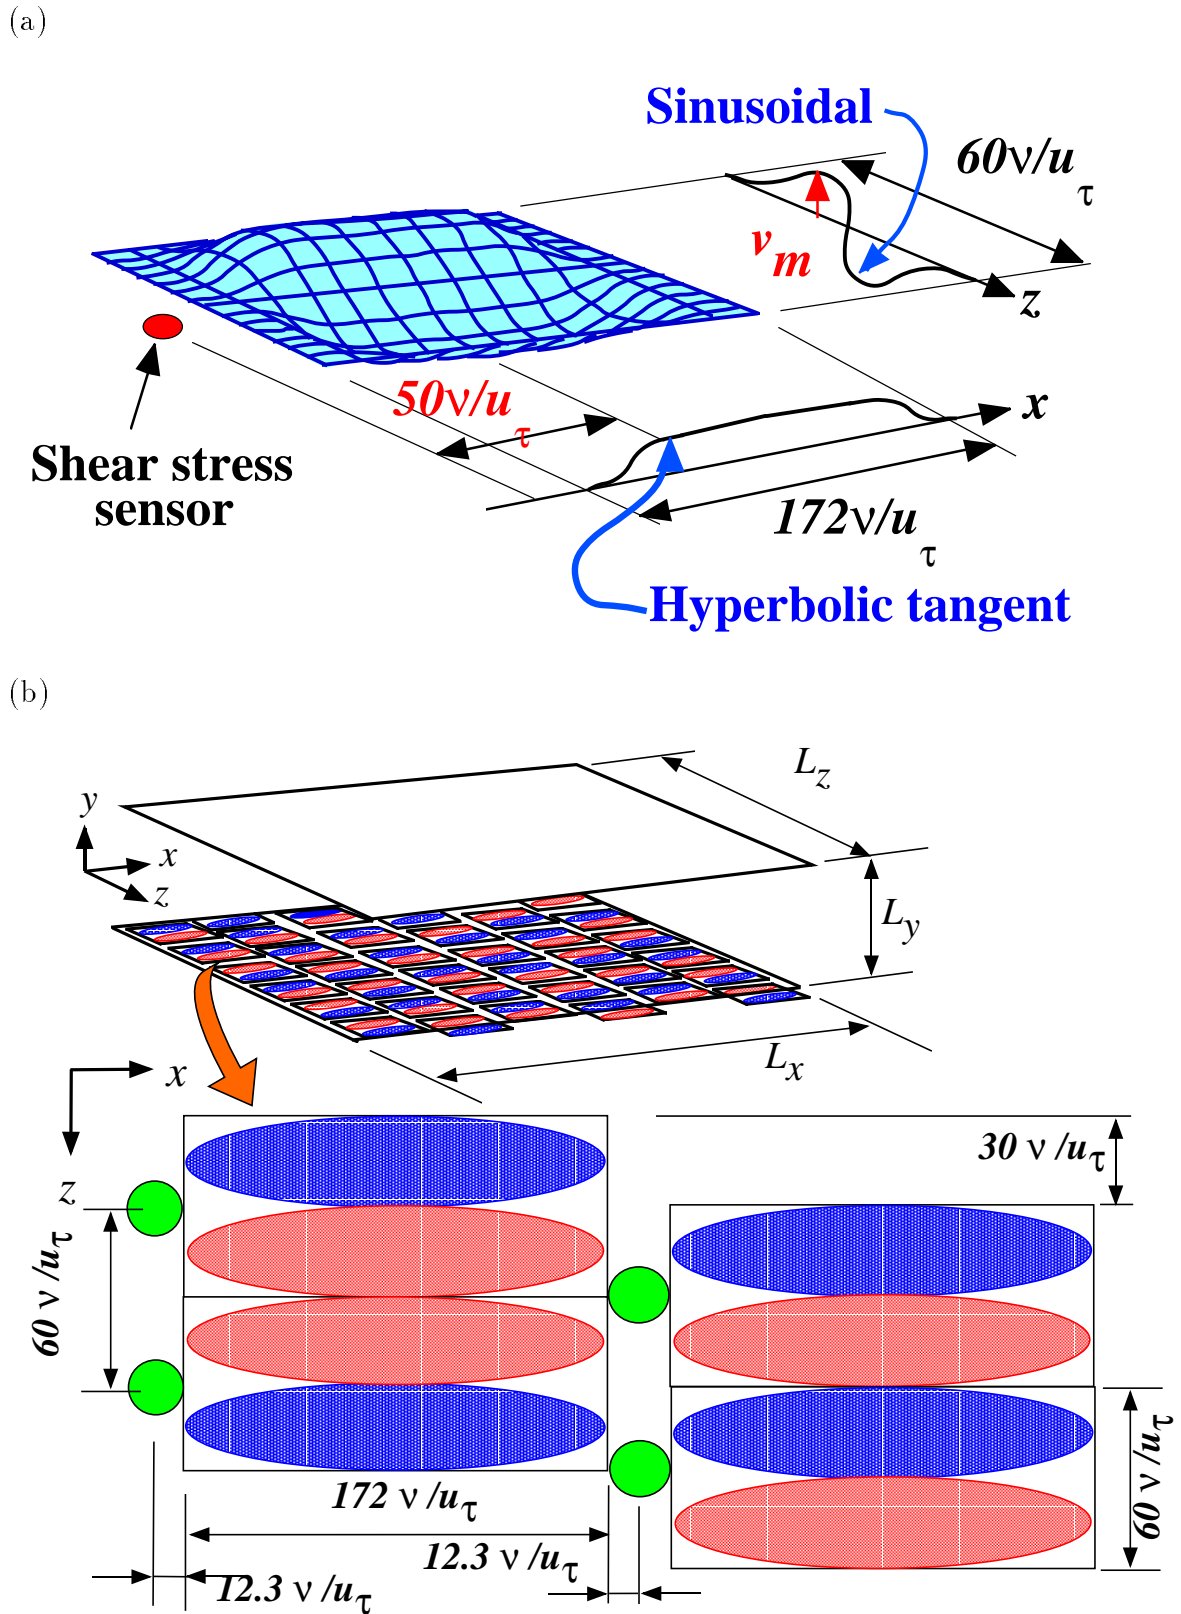 (a)
Sinusoidal
60ν/uτ
vm
z
50ν/uτ
x
Shear stress
sensor
172ν/uτ
Hyperbolic tangent
(b)
Lz
y
x
z
Ly
Lx
x
30 ν/uτ
z
60 ν/uτ
60 ν/uτ
172 ν/uτ
12.3 ν/uτ
12.3 ν/uτ